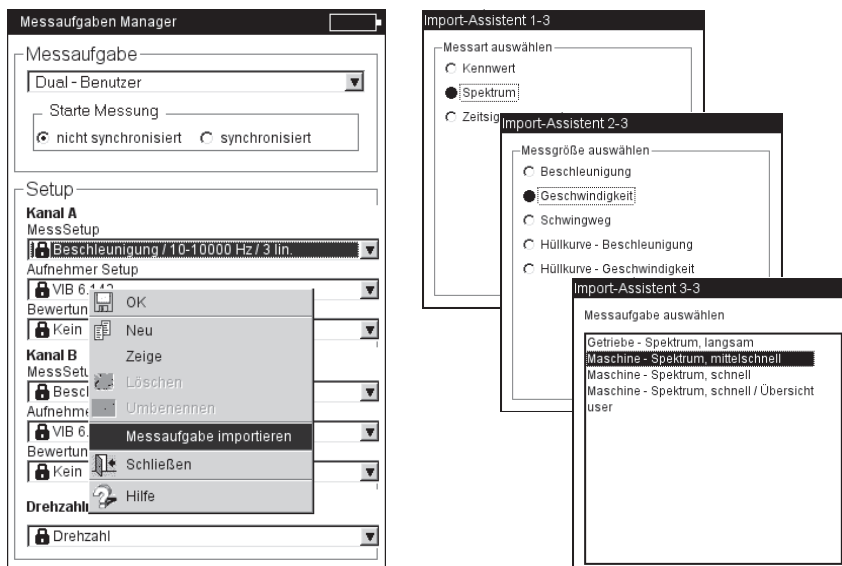 Messaufgaben Manager
Messaufgabe
Dual - Benutzer
Starte Messung
nicht synchronisiert
synchronisiert
Setup
Kanal A
MessSetup
Beschleunigung / 10-10000 Hz / 3 lin.
Aufnehmer Setup
VIB 6.142
Bewertun
Kein
Kanal B
MessSetu
Besch
Aufnehme
VIB 6.
Bewertun
Kein
Drehzahl
Drehzahl
OK
Neu
Zeige
Löschen
Umbenennen
Messaufgabe importieren
Schließen
Hilfe
Import-Assistent 1-3
Messart auswählen
Kennwert
Spektrum
Zeitsig
Import-Assistent 2-3
Messgröße auswählen
Beschleunigung
Geschwindigkeit
Schwingweg
Hüllkurve - Beschleunigung
Hüllkurve - Geschwindigkeit
Import-Assistent 3-3
Messaufgabe auswählen
Getriebe - Spektrum, langsam
Maschine - Spektrum, mittelschnell
Maschine - Spektrum, schnell
Maschine - Spektrum, schnell / Übersicht
user